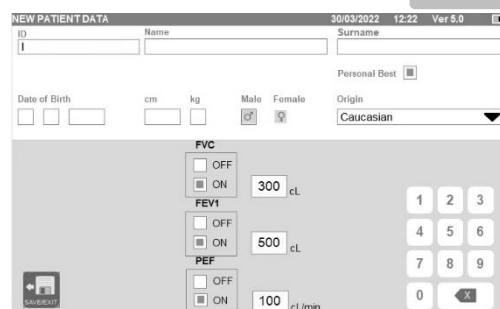 NEW PATIENT DATA 30/03/2022 12:22 Ver 5.0
ID Name Surname
I
Personal Best
Date of Birth cm kg Male Female Origin
Caucasian
FVC
OFF
ON 300 cL
FEV1
OFF
ON 500 cL
PEF
OFF
ON 100 cL/min
1 2 3
4 5 6
7 8 9
0 X
SAVE/EXIT